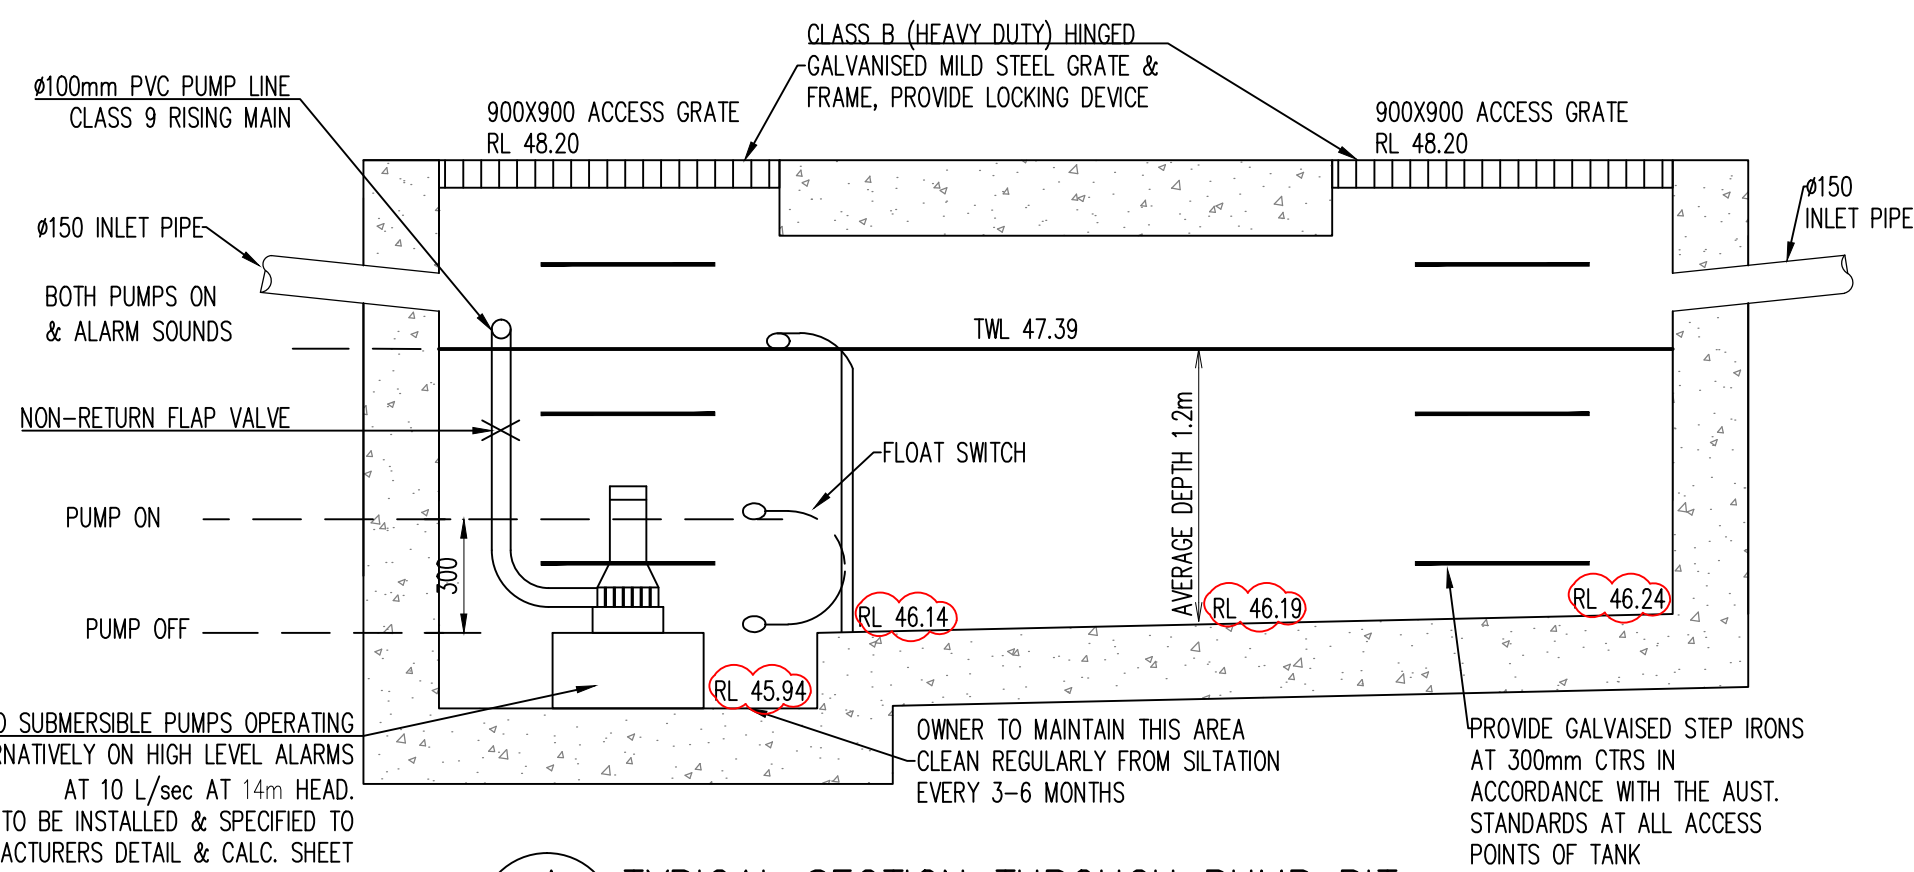 CLASS B (HEAVY DUTY) HINGED
GALVANISED MILD STEEL GRATE &
FRAME, PROVIDE LOCKING DEVICE
ø100mm PVC PUMP LINE
CLASS 9 RISING MAIN
900X900 ACCESS GRATE
RL 48.20
900X900 ACCESS GRATE
RL 48.20
ø150
INLET PIPE
ø150 INLET PIPE
BOTH PUMPS ON
& ALARM SOUNDS
TWL 47.39
NON-RETURN FLAP VALVE
FLOAT SWITCH
AVERAGE DEPTH 1.2m
PUMP ON
300
PUMP OFF
RL 46.14
RL 46.19
RL 46.24
RL 45.94
SUBMERSIBLE PUMPS OPERATING
ON HIGH LEVEL ALARMS
AT 10 L/sec AT 14m HEAD.
TO BE INSTALLED & SPECIFIED TO
DETAIL & CALC. SHEET
OWNER TO MAINTAIN THIS AREA
CLEAN REGULARLY FROM SILTATION
EVERY 3-6 MONTHS
PROVIDE GALVAISED STEP IRONS
AT 300mm CTRS IN
ACCORDANCE WITH THE AUST.
STANDARDS AT ALL ACCESS
POINTS OF TANK
TYPICAL SECTION THROUGH PUMP PIT